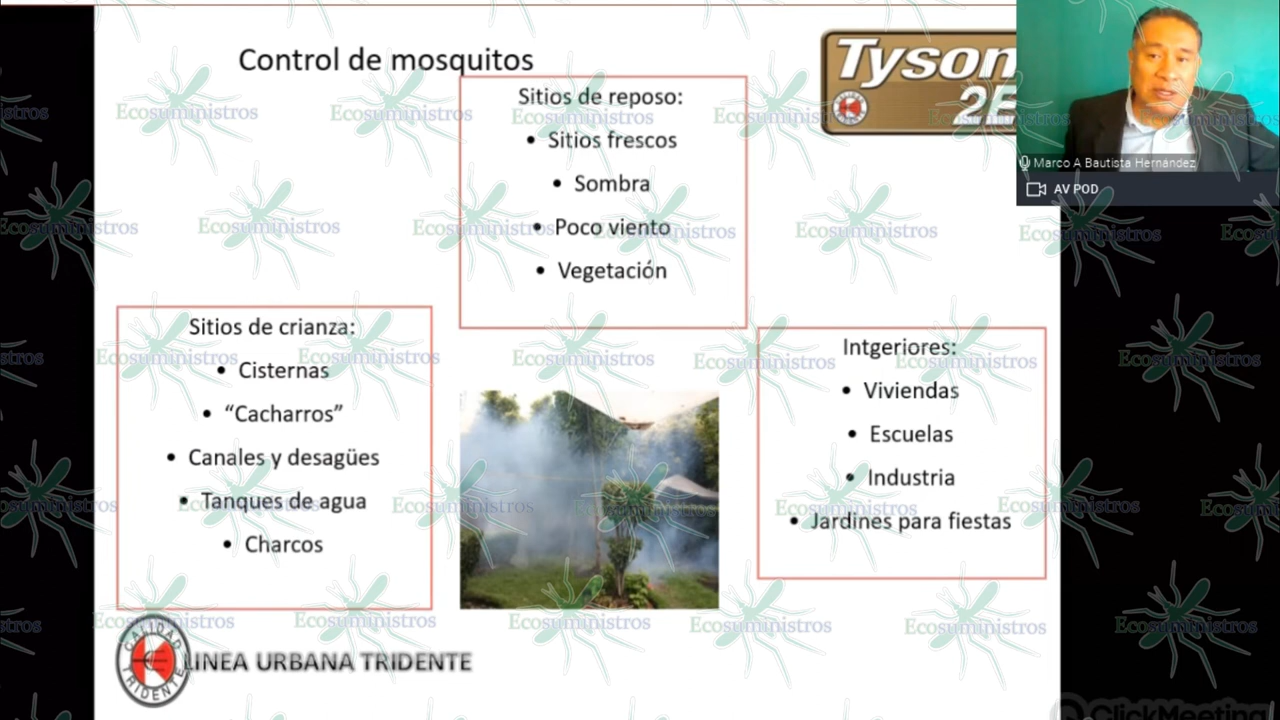 Control de mosquitos
Tyson
2E
Sitios de reposo:
• Sitios frescos
• Sombra
• Poco viento
• Vegetación
Marco A Bautista Hernández
AV POD
Sitios de crianza:
• Cisternas
• “Cacharros”
• Canales y desagües
• Tanques de agua
• Charcos
Intgeriores:
• Viviendas
• Escuelas
• Industria
• Jardines para fiestas
CALIDAD
TRIDENTE
LINEA URBANA TRIDENTE
Ecosuministros
ClickMeeting